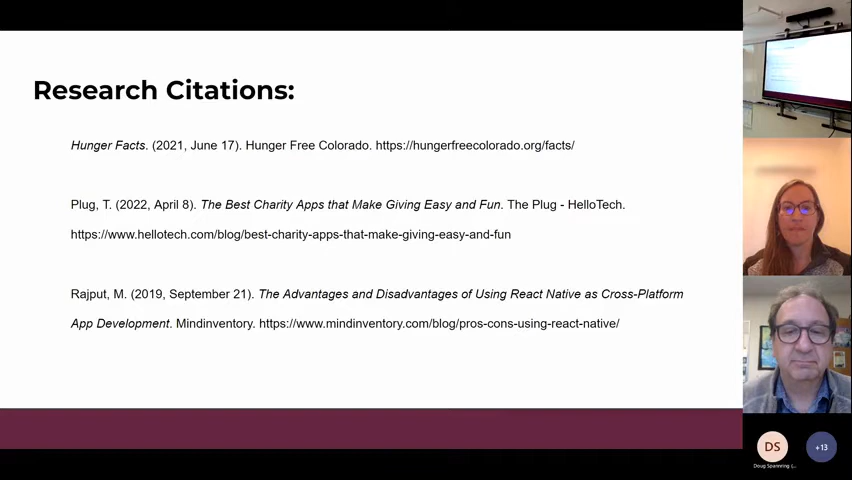 Research Citations:
Hunger Facts. (2021, June 17). Hunger Free Colorado. https://hungerfreecolorado.org/facts/
Plug, T. (2022, April 8). The Best Charity Apps that Make Giving Easy and Fun. The Plug - HelloTech.
https://www.hellotech.com/blog/best-charity-apps-that-make-giving-easy-and-fun
Rajput, M. (2019, September 21). The Advantages and Disadvantages of Using React Native as Cross-Platform
App Development. Mindinventory. https://www.mindinventory.com/blog/pros-cons-using-react-native/
DS
+13
Doug